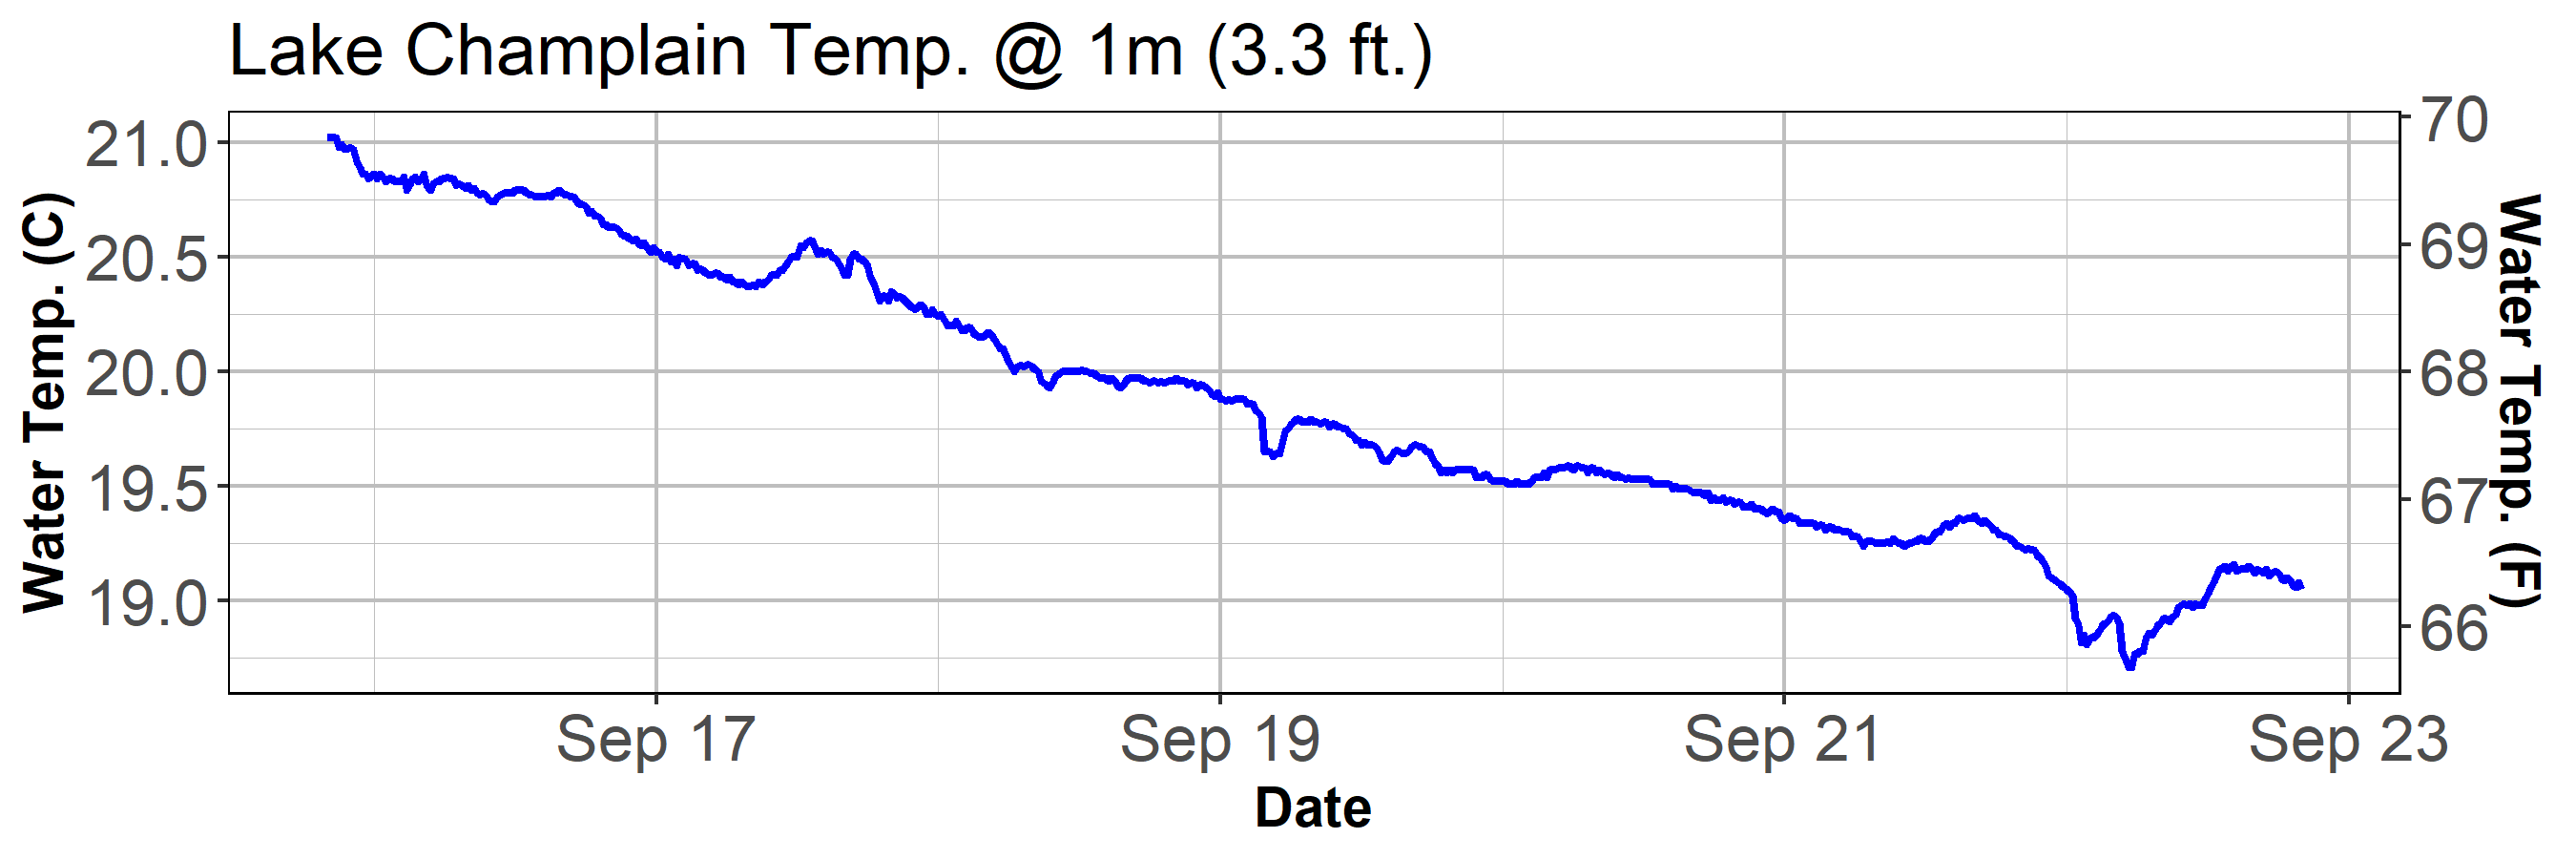 Lake Champlain Temp. @ 1m (3.3 ft.)
Water Temp. (C)
21.0
20.5
20.0
19.5
19.0
70
69
68
67
66
Water Temp. (F)
Sep 17
Sep 19
Sep 21
Sep 23
Date